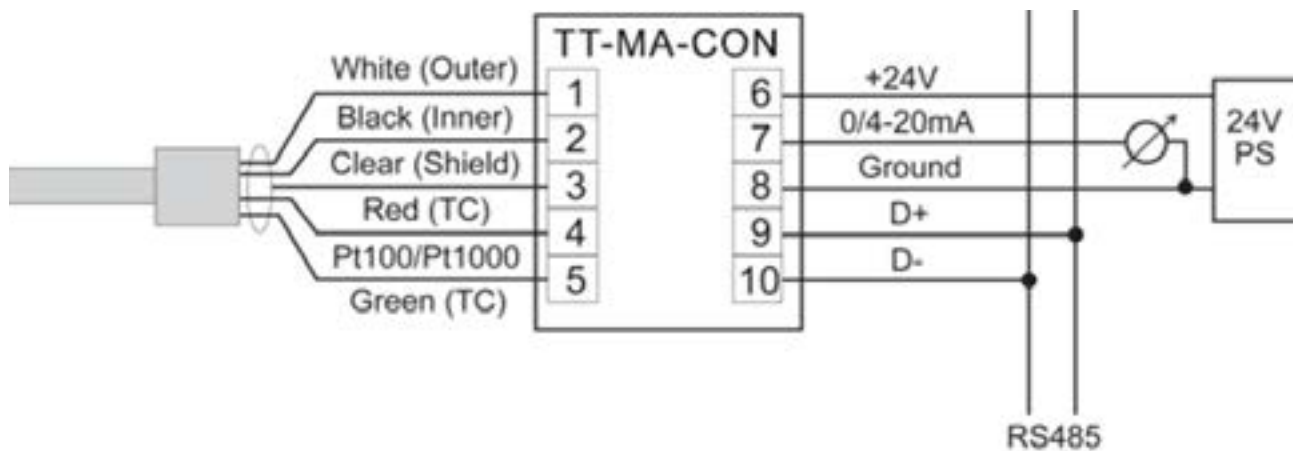 TT-MA-CON
White (Outer)
1
Black (Inner)
2
Clear (Shield)
3
Red (TC)
4
Pt100/Pt1000
5
Green (TC)
6
+24V
7
0/4-20mA
8
Ground
9
D+
10
D-
24V
PS
RS485